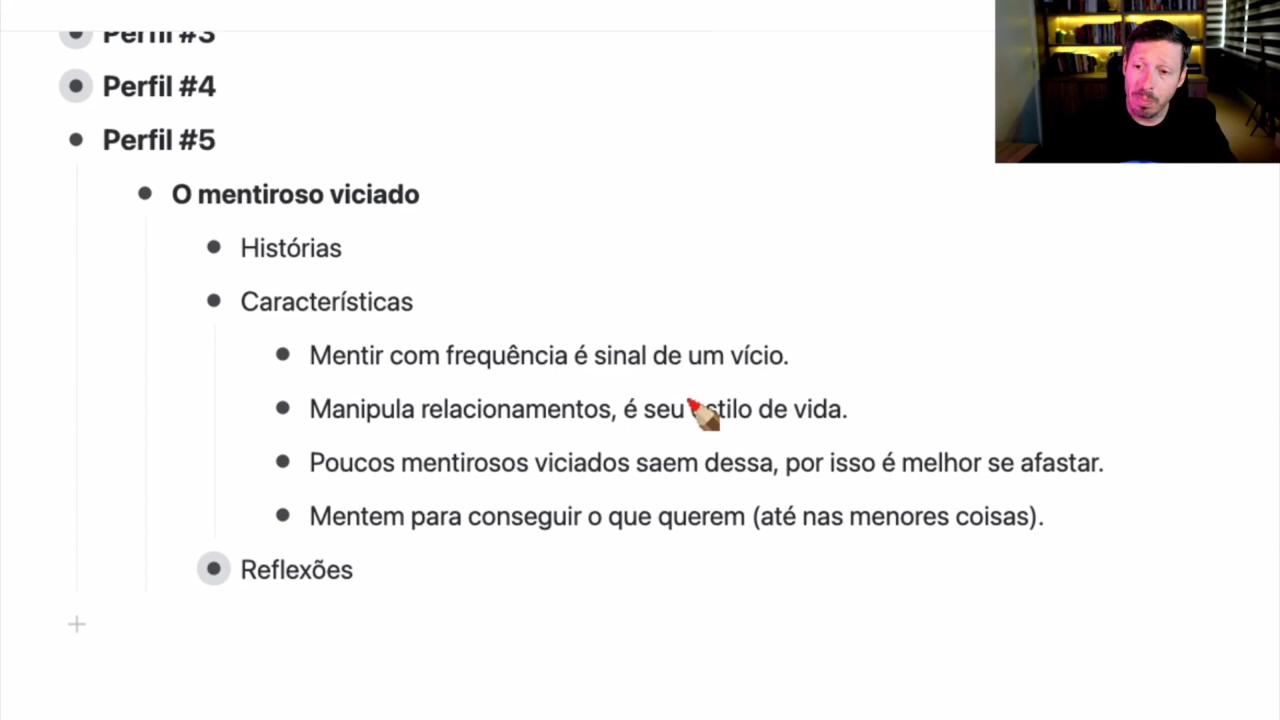 Perfil #3
Perfil #4
Perfil #5
O mentiroso viciado
Histórias
Características
Mentir com frequência é sinal de um vício.
Manipula relacionamentos, é seu estilo de vida.
Poucos mentirosos viciados saem dessa, por isso é melhor se afastar.
Mentem para conseguir o que querem (até nas menores coisas).
Reflexões